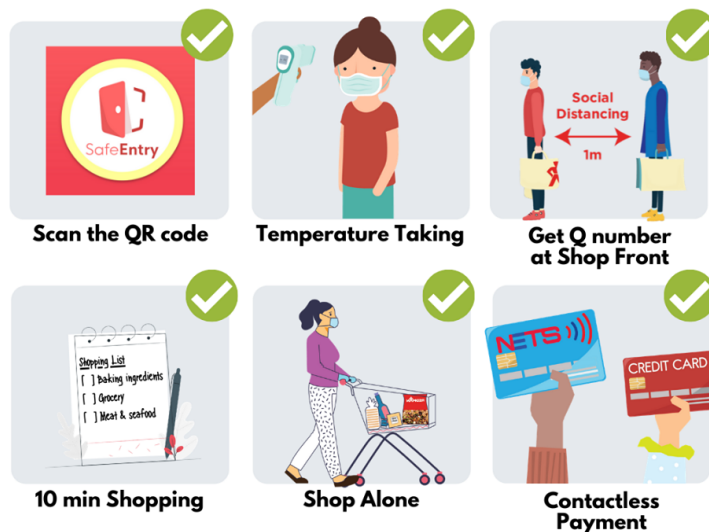 SafeEntry
Scan the QR code
Temperature Taking
Social
Distancing
1m
Get Q number
at Shop Front
Shopping List
[ ] Baking ingredients
[ ] Grocery
[ ] Meat & seafood
10 min Shopping
Shop Alone
NETS
CREDIT CARD
Contactless
Payment